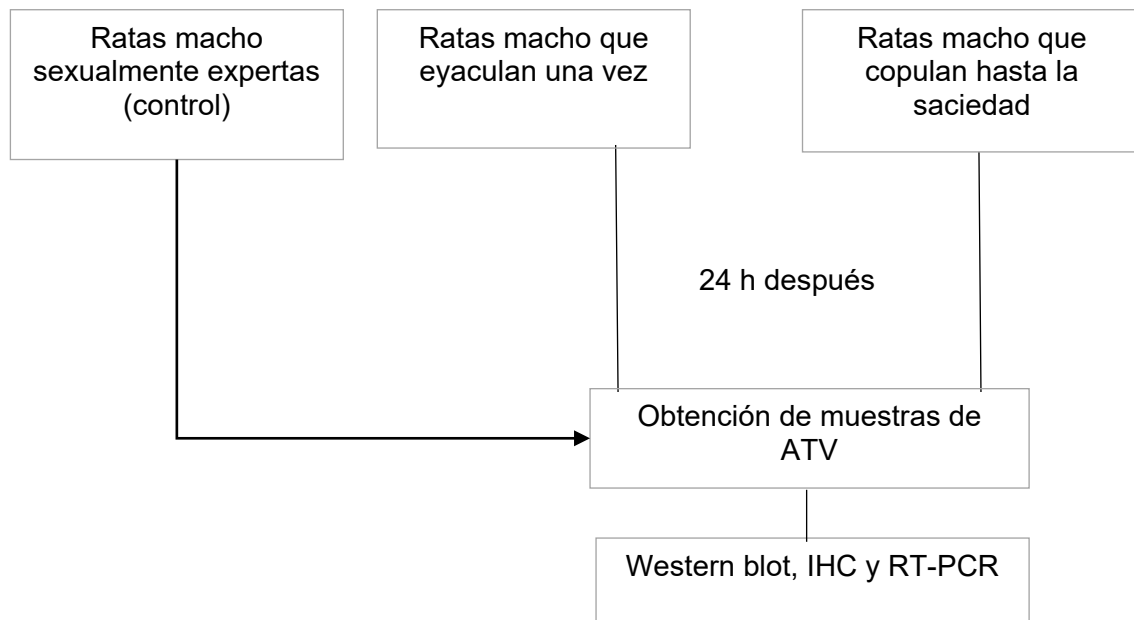 Ratas macho
sexualmente expertas
(control)
Ratas macho que
eyaculan una vez
Ratas macho que
copulan hasta la
saciedad
24 h después
Obtención de muestras de
ATV
Western blot, IHC y RT-PCR